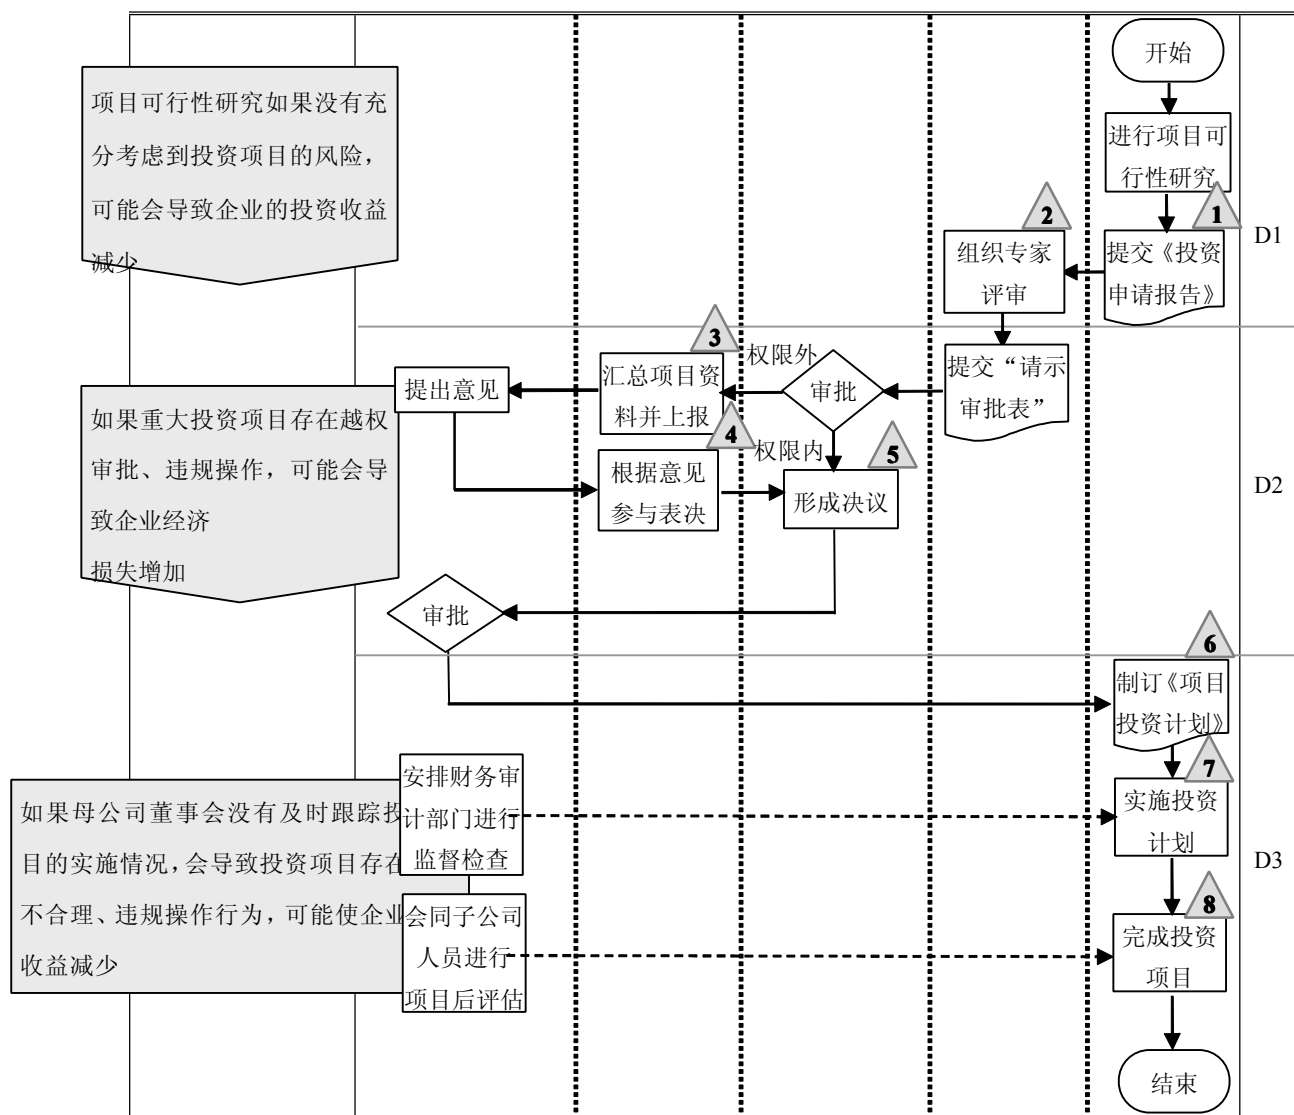 开始
项目可行性研究如果没有充
分考虑到投资项目的风险，
可能会导致企业的投资收益
减少
进行项目可
行性研究
1
2
组织专家
评审
提交《投资
申请报告》
D1
3
权限外
提交“请示
审批表”
审批
汇总项目资
料并上报
提出意见
如果重大投资项目存在越权
审批、违规操作，可能会导
致企业经济
损失增加
4
权限内
5
根据意见
参与表决
形成决议
D2
审批
6
制订《项目
投资计划》
7
安排财务审
计部门进行
监督检查
实施投资
计划
如果母公司董事会没有及时跟踪投
目的实施情况，会导致投资项目存在
不合理、违规操作行为，可能使企业
收益减少
D3
8
会同子公司
人员进行
项目后评估
完成投资
项目
结束